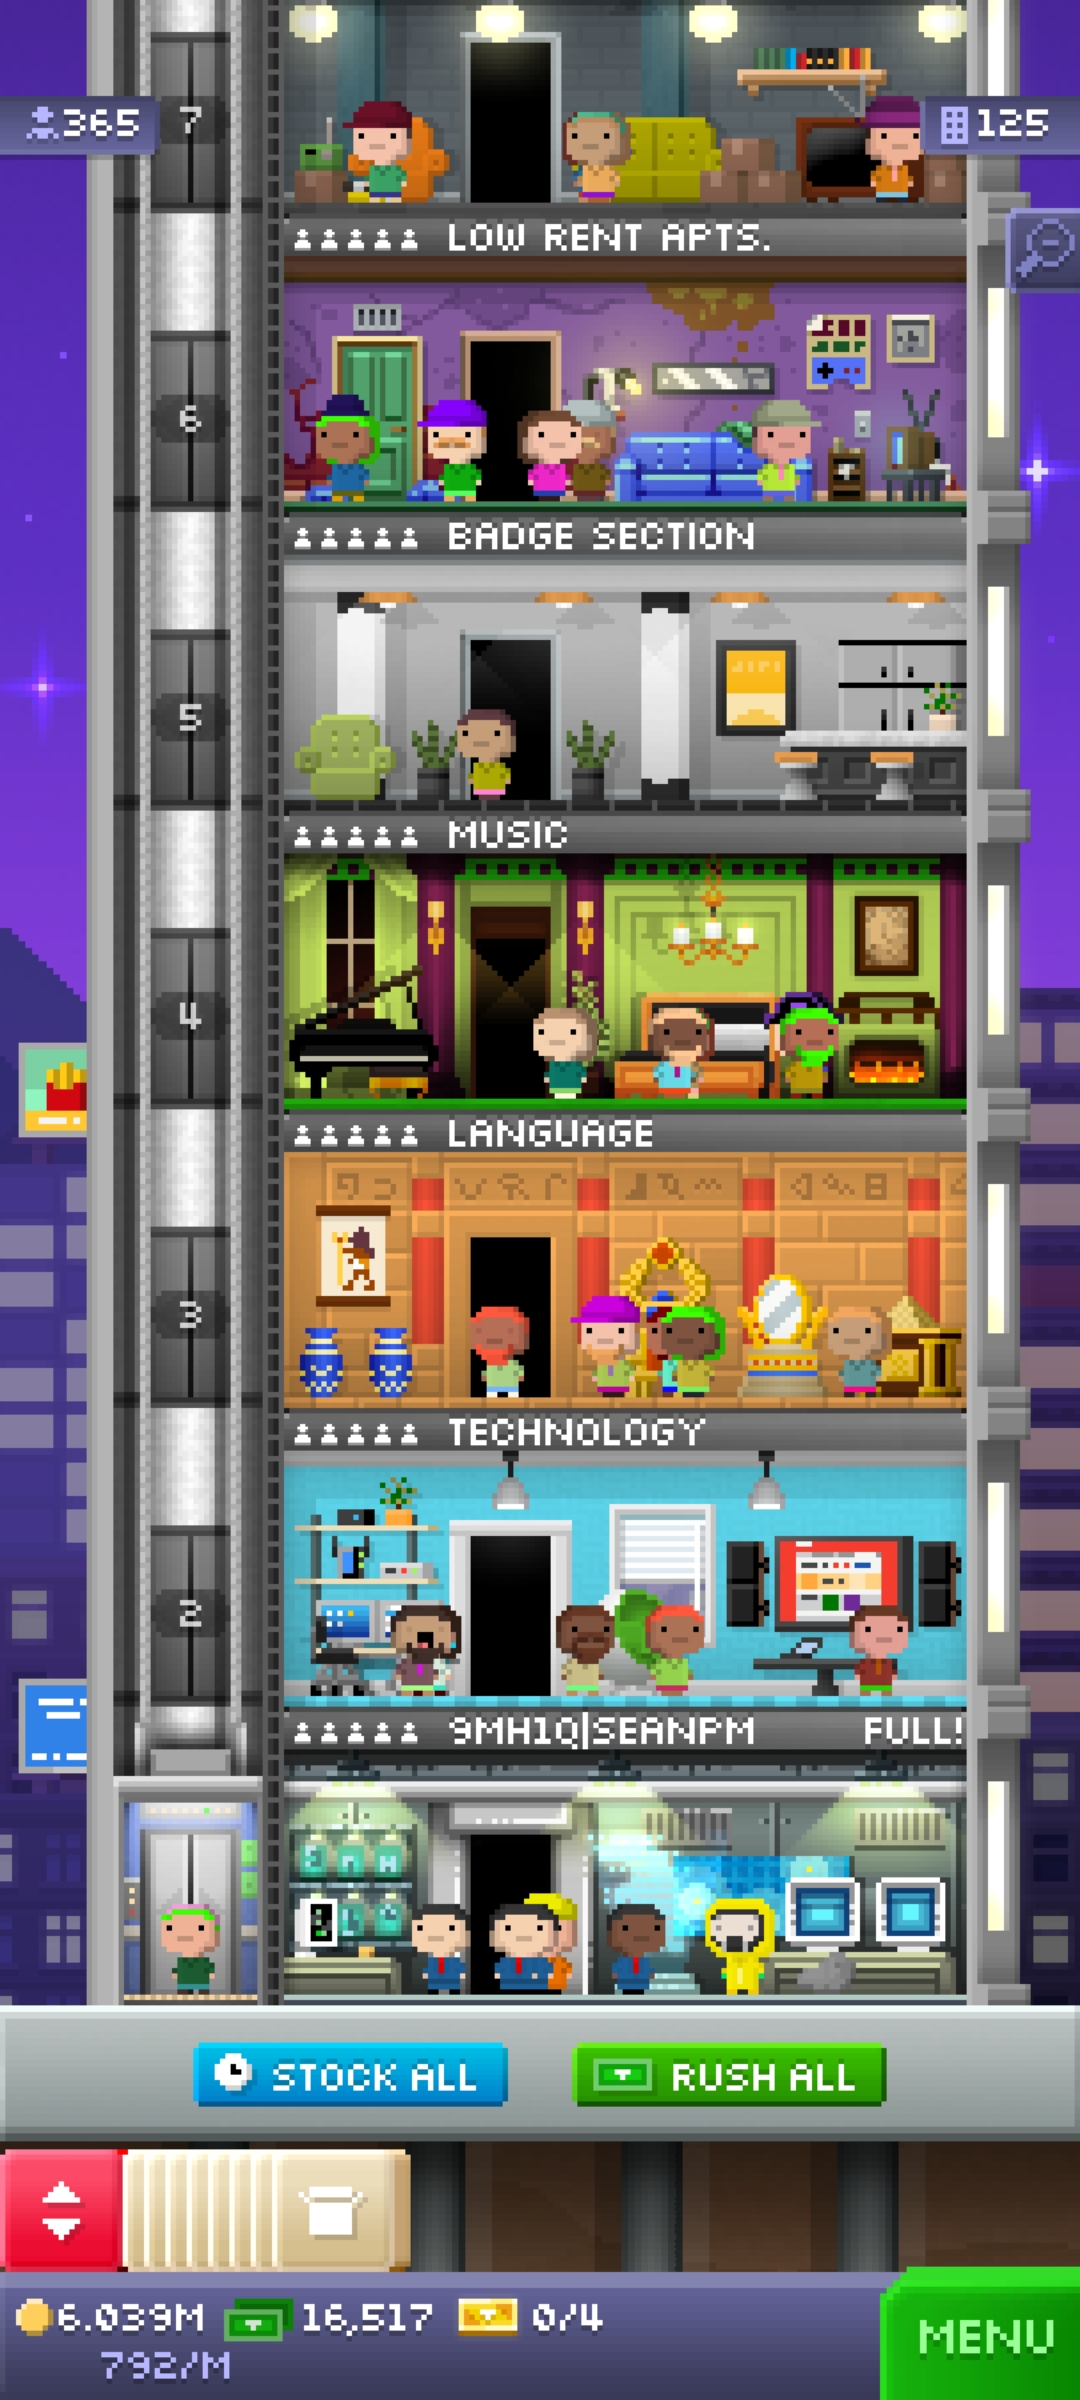 365
7
125
LOW RENT APTS.
6
BADGE SECTION
5
MUSIC
4
LANGUAGE
3
TECHNOLOGY
2
9MH1Q|SEANPM FULL!
STOCK ALL
RUSH ALL
6.039M 16,517 0/4
792/M
MENU